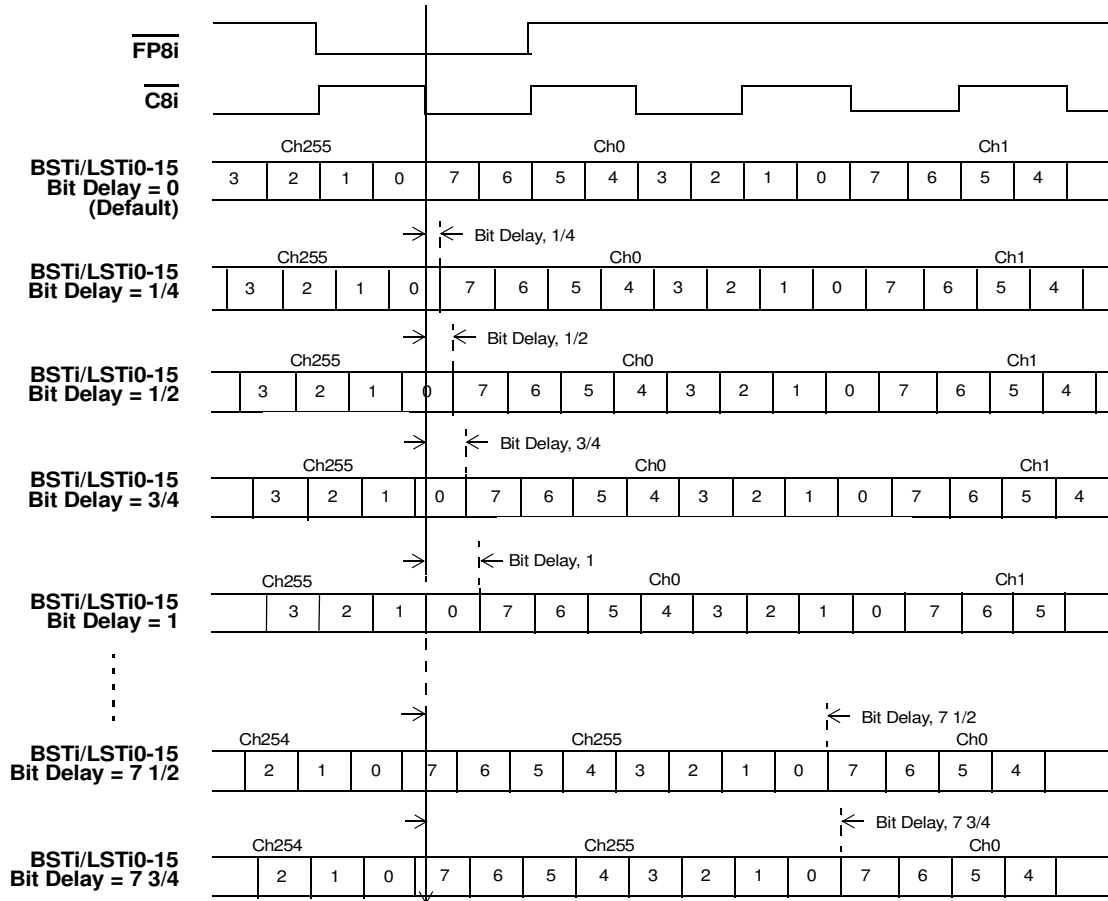 FP8i
C8i
Ch255 Ch0 Ch1
BSTi/LSTi0-15
Bit Delay = 0
(Default)
3 2 1 0 7 6 5 4 3 2 1 0 7 6 5 4
Bit Delay, 1/4
Ch255 Ch0 Ch1
BSTi/LSTi0-15
Bit Delay = 1/4
3 2 1 0 7 6 5 4 3 2 1 0 7 6 5 4
Bit Delay, 1/2
Ch255 Ch0 Ch1
BSTi/LSTi0-15
Bit Delay = 1/2
3 2 1 0 7 6 5 4 3 2 1 0 7 6 5 4
Bit Delay, 3/4
Ch255 Ch0 Ch1
BSTi/LSTi0-15
Bit Delay = 3/4
3 2 1 0 7 6 5 4 3 2 1 0 7 6 5 4
Bit Delay, 1
Ch255 Ch0 Ch1
BSTi/LSTi0-15
Bit Delay = 1
3 2 1 0 7 6 5 4 3 2 1 0 7 6 5
Bit Delay, 7 1/2
Ch254 Ch255 Ch0
BSTi/LSTi0-15
Bit Delay = 7 1/2
2 1 0 7 6 5 4 3 2 1 0 7 6 5 4
Bit Delay, 7 3/4
Ch254 Ch255 Ch0
BSTi/LSTi0-15
Bit Delay = 7 3/4
2 1 0 7 6 5 4 3 2 1 0 7 6 5 4